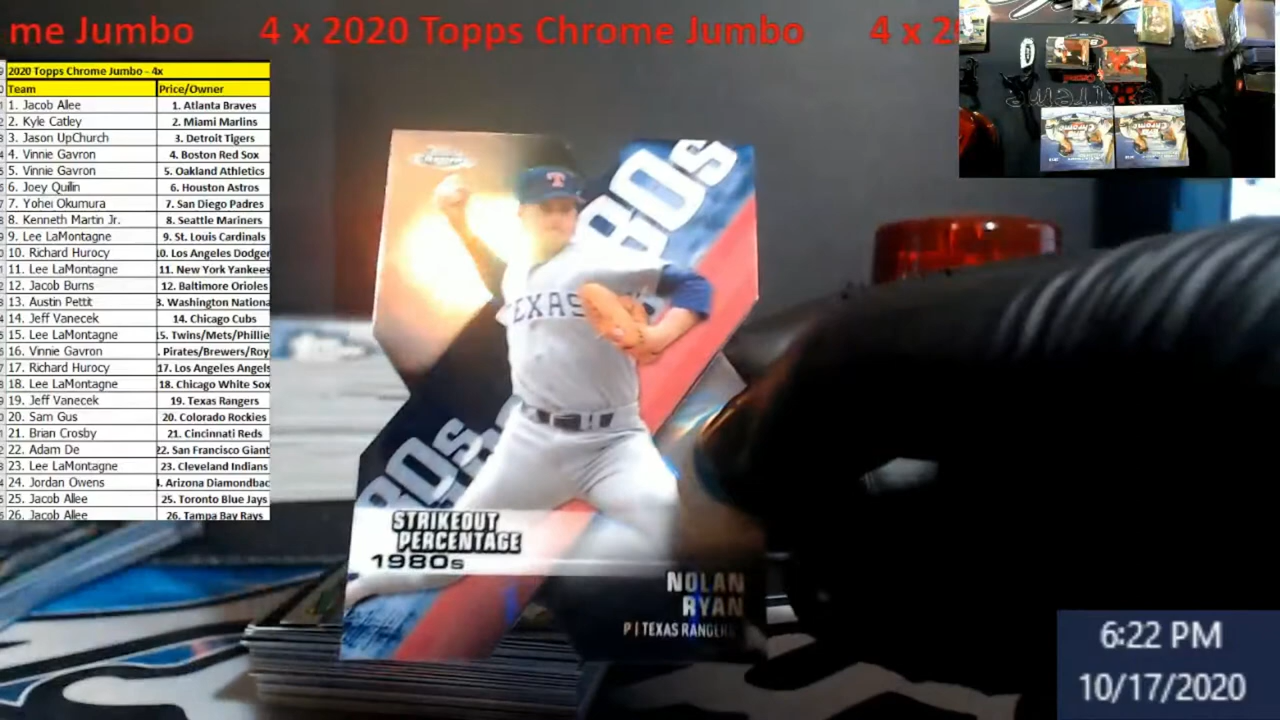 me Jumbo 4 x 2020 Topps Chrome Jumbo 4 x 2
2020 Topps Chrome Jumbo - 4x
Team Price/Owner
1. Jacob Allee 1. Atlanta Braves
2. Kyle Catley 2. Miami Marlins
3. Jason UpChurch 3. Detroit Tigers
4. Vinnie Gavron 4. Boston Red Sox
5. Vinnie Gavron 5. Oakland Athletics
6. Joey Quilin 6. Houston Astros
7. Yohei Okumura 7. San Diego Padres
8. Kenneth Martin Jr. 8. Seattle Mariners
9. Lee LaMontagne 9. St. Louis Cardinals
10. Richard Hurocy 10. Los Angeles Dodger
11. Lee LaMontagne 11. New York Yankees
12. Jacob Burns 12. Baltimore Orioles
13. Austin Pettit 3. Washington Nationa
14. Jeff Vanecek 14. Chicago Cubs
15. Lee LaMontagne 15. Twins/Mets/Phillie
16. Vinnie Gavron . Pirates/Brewers/Roy
17. Richard Hurocy 17. Los Angeles Angels
18. Lee LaMontagne 18. Chicago White Sox
19. Jeff Vanecek 19. Texas Rangers
20. Sam Gus 20. Colorado Rockies
21. Brian Crosby 21. Cincinnati Reds
22. Adam De 22. San Francisco Giant
23. Lee LaMontagne 23. Cleveland Indians
24. Jordan Owens . Arizona Diamondbac
25. Jacob Allee 25. Toronto Blue Jays
26. Jacob Allee 26. Tampa Bay Rays
80s
T
TEXAS
80s
STRIKEOUT
PERCENTAGE
1980s
NOLAN
RYAN
P | TEXAS RANGERS
6:22 PM
10/17/2020